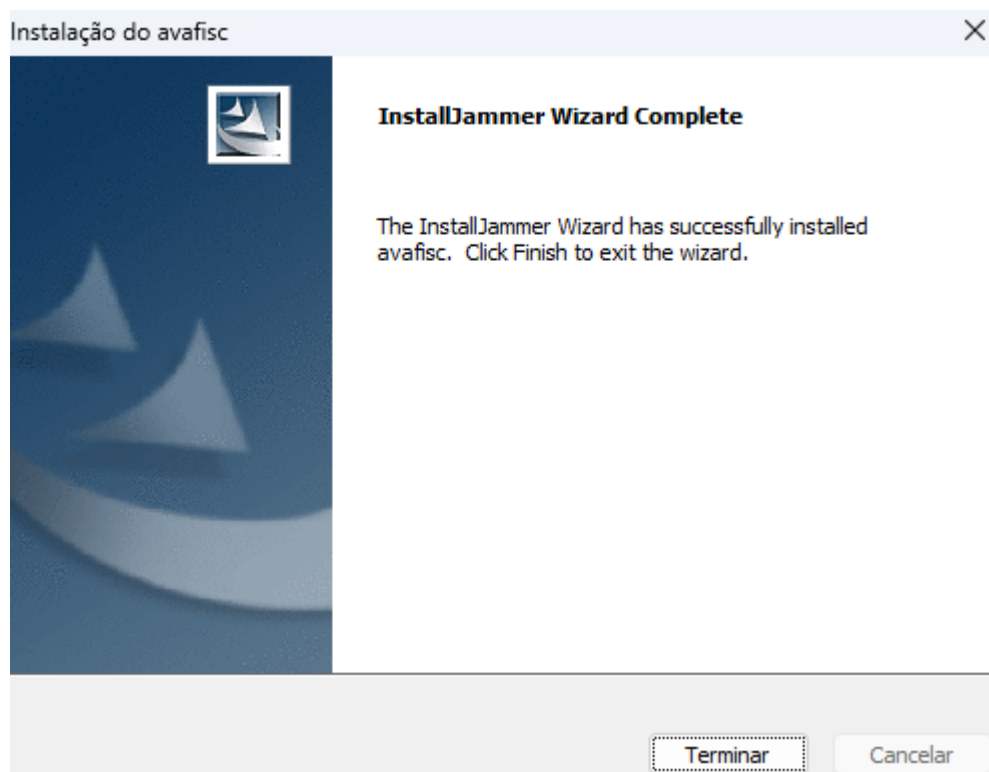 Instalação do avafisc
InstallJammer Wizard Complete
The InstallJammer Wizard has successfully installed
avafisc.  Click Finish to exit the wizard.
Terminar
Cancelar